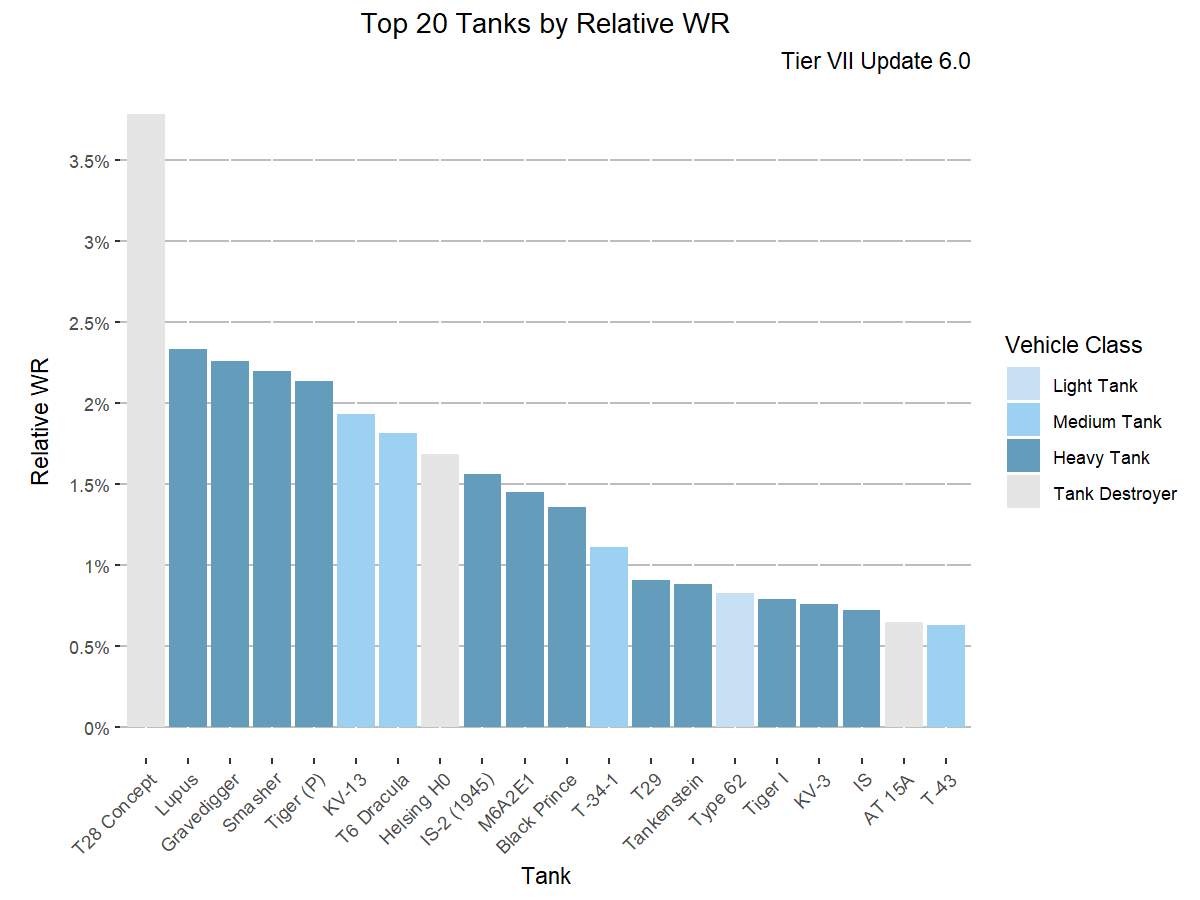 Top 20 Tanks by Relative WR
Tier VII Update 6.0
Relative WR
3.5%
3%
2.5%
2%
1.5%
1%
0.5%
0%
T28 Concept
Lupus
Gravedigger
Smasher
Tiger (P)
KV-13
T6 Dracula
Helsing H0
IS-2 (1945)
M6A2E1
Black Prince
T-34-1
T29
Tankenstein
Type 62
Tiger I
KV-3
IS
AT 15A
T-43
Tank
Vehicle Class
Light Tank
Medium Tank
Heavy Tank
Tank Destroyer